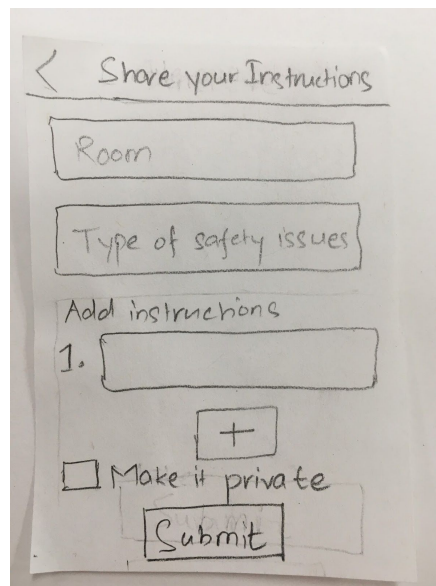 < Share your Instructions
Room
Type of safety issues
Add instructions
1.
+
Make it private
Submit